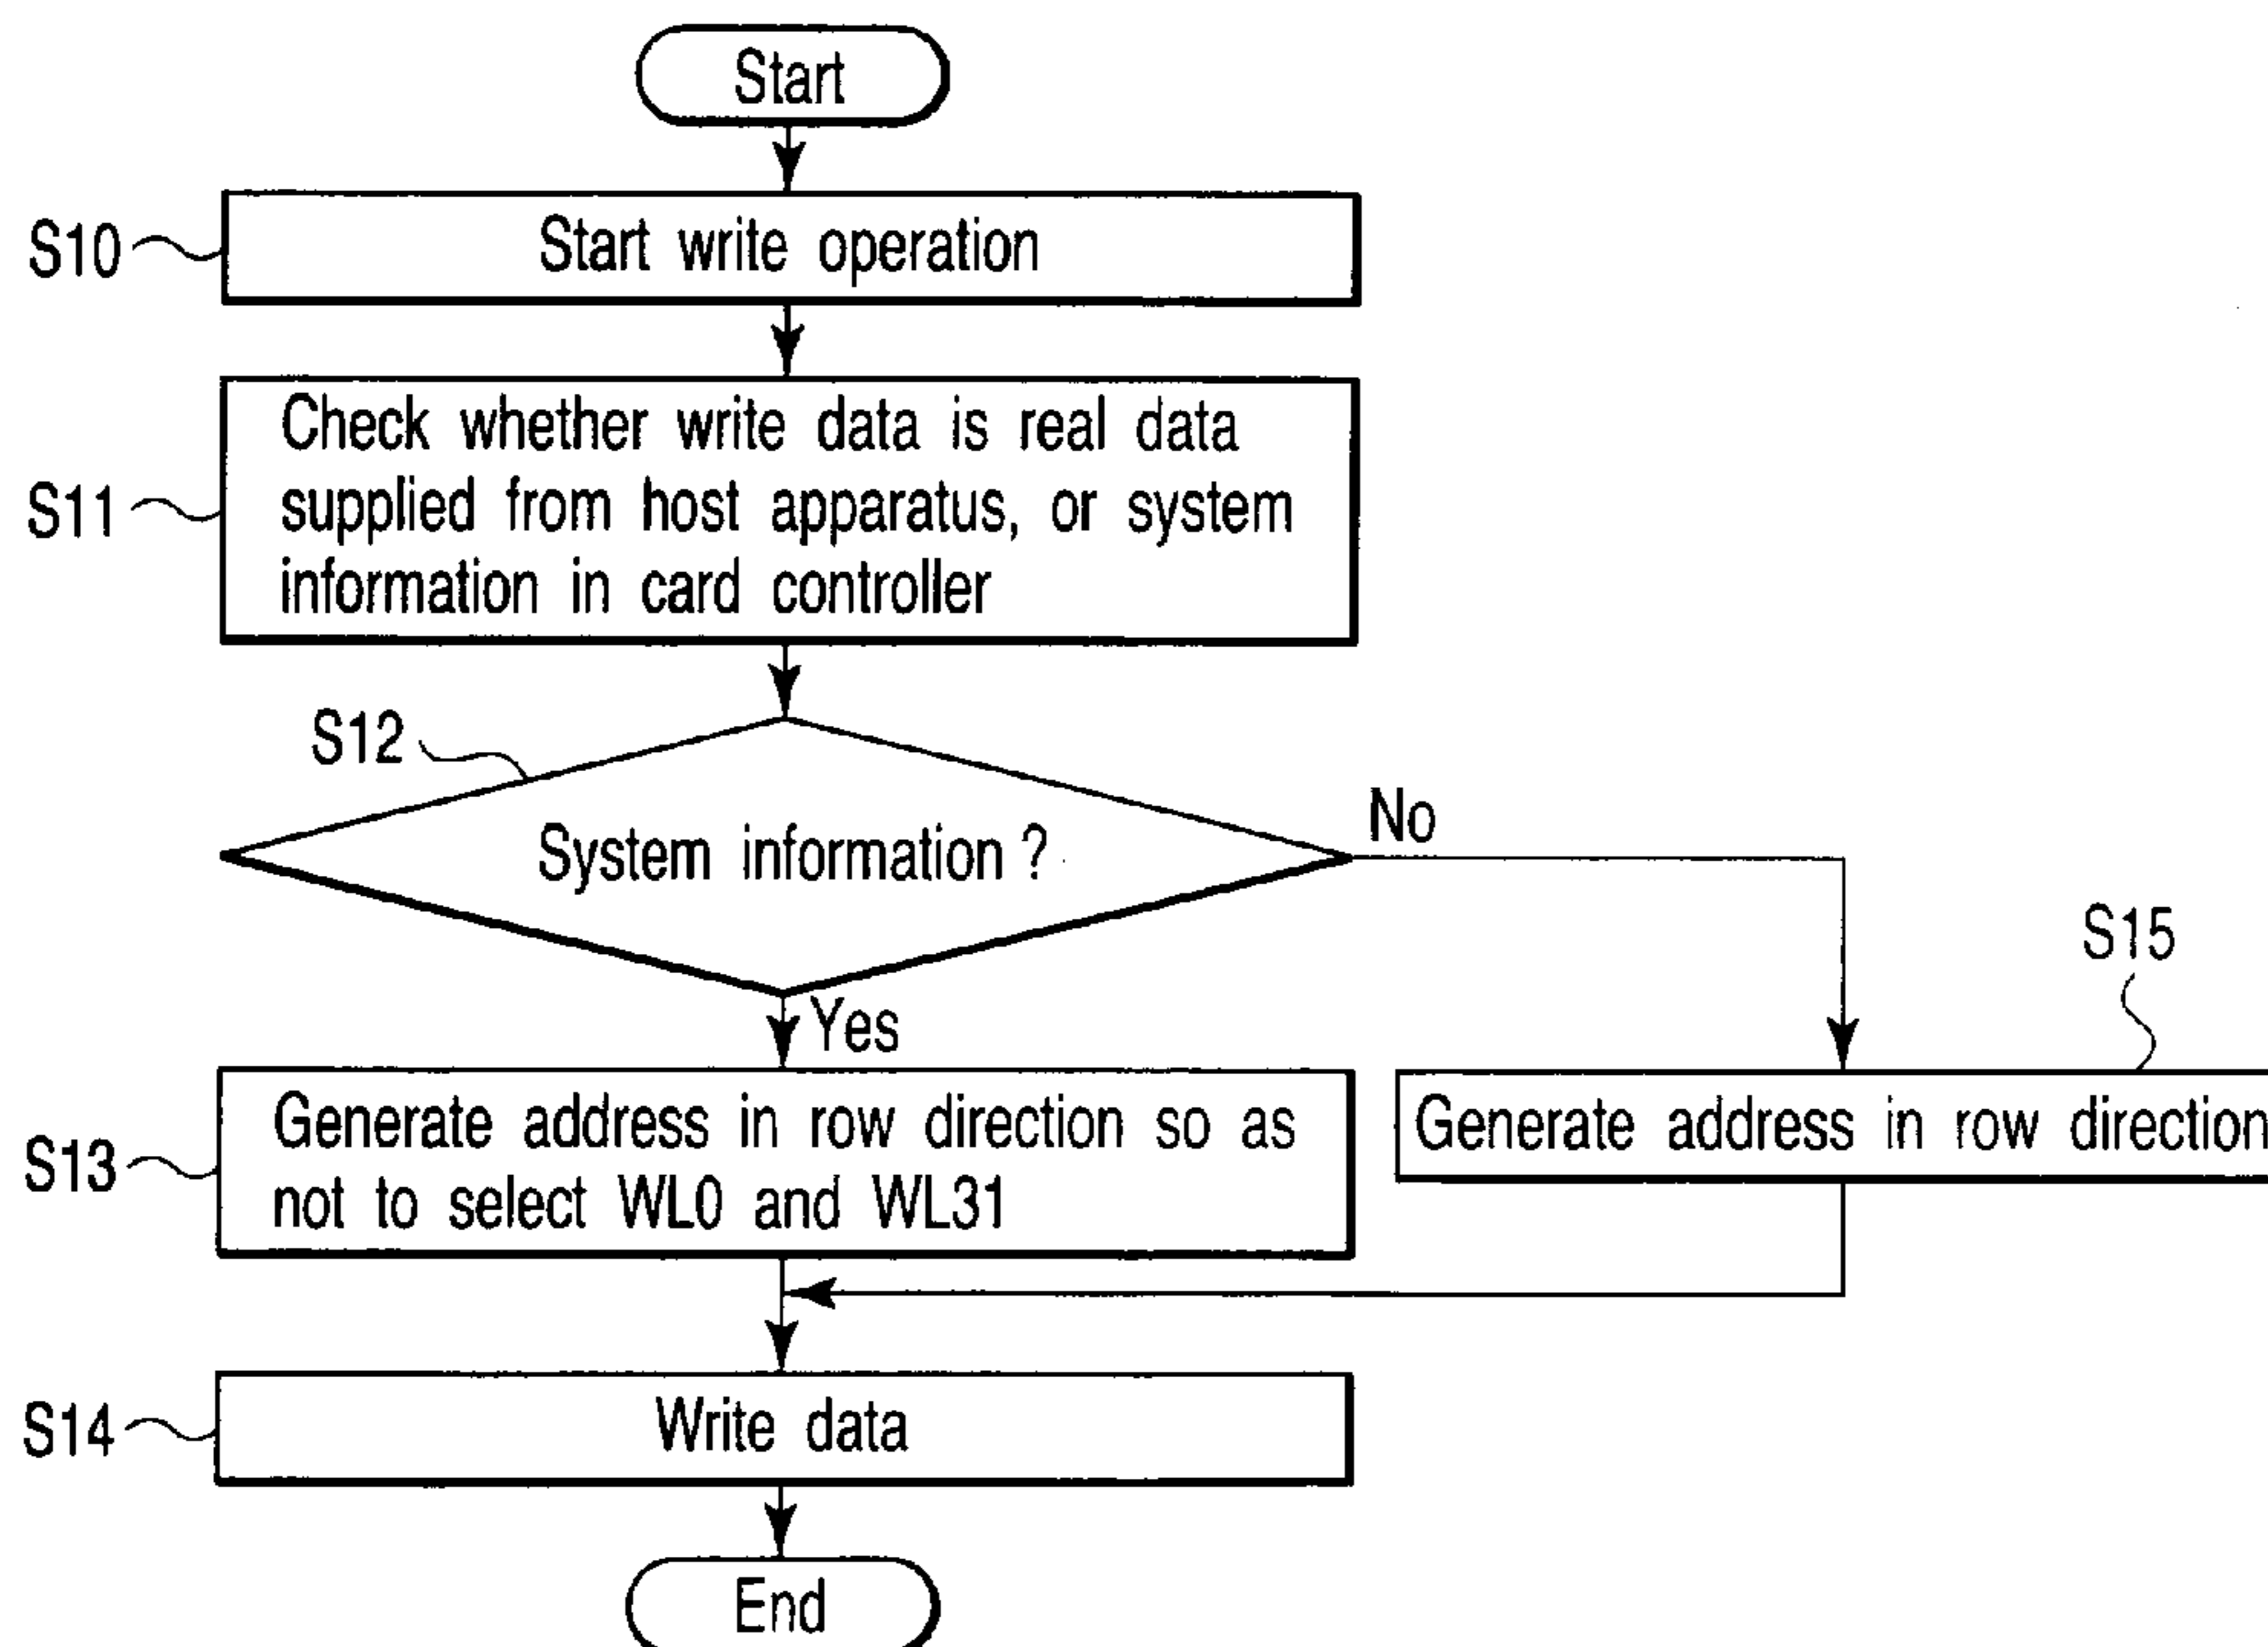 Start
S10
Start write operation
S11
Check whether write data is real data
supplied from host apparatus, or system
information in card controller
S12
System information ?
No
Yes
S15
S13
Generate address in row direction so as
not to select WL0 and WL31
Generate address in row direction
S14
Write data
End